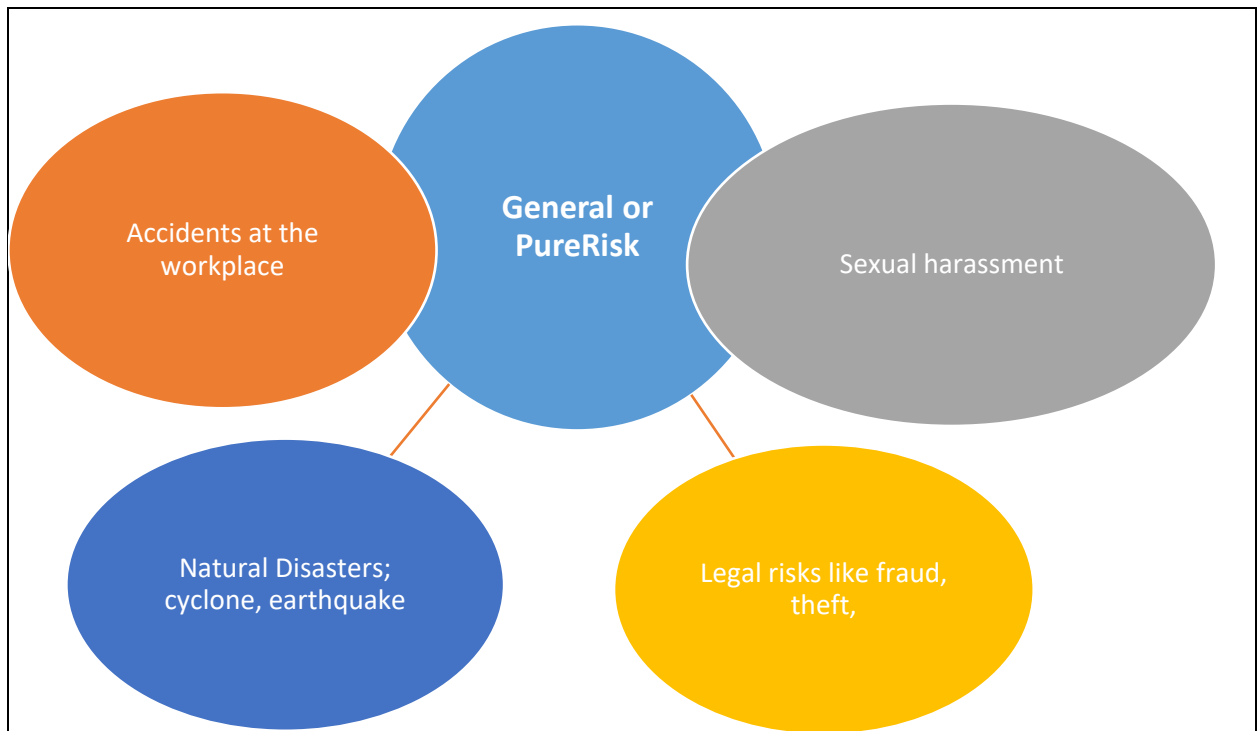 General or
PureRisk
Accidents at the
workplace
Sexual harassment
Natural Disasters;
cyclone, earthquake
Legal risks like fraud,
theft,